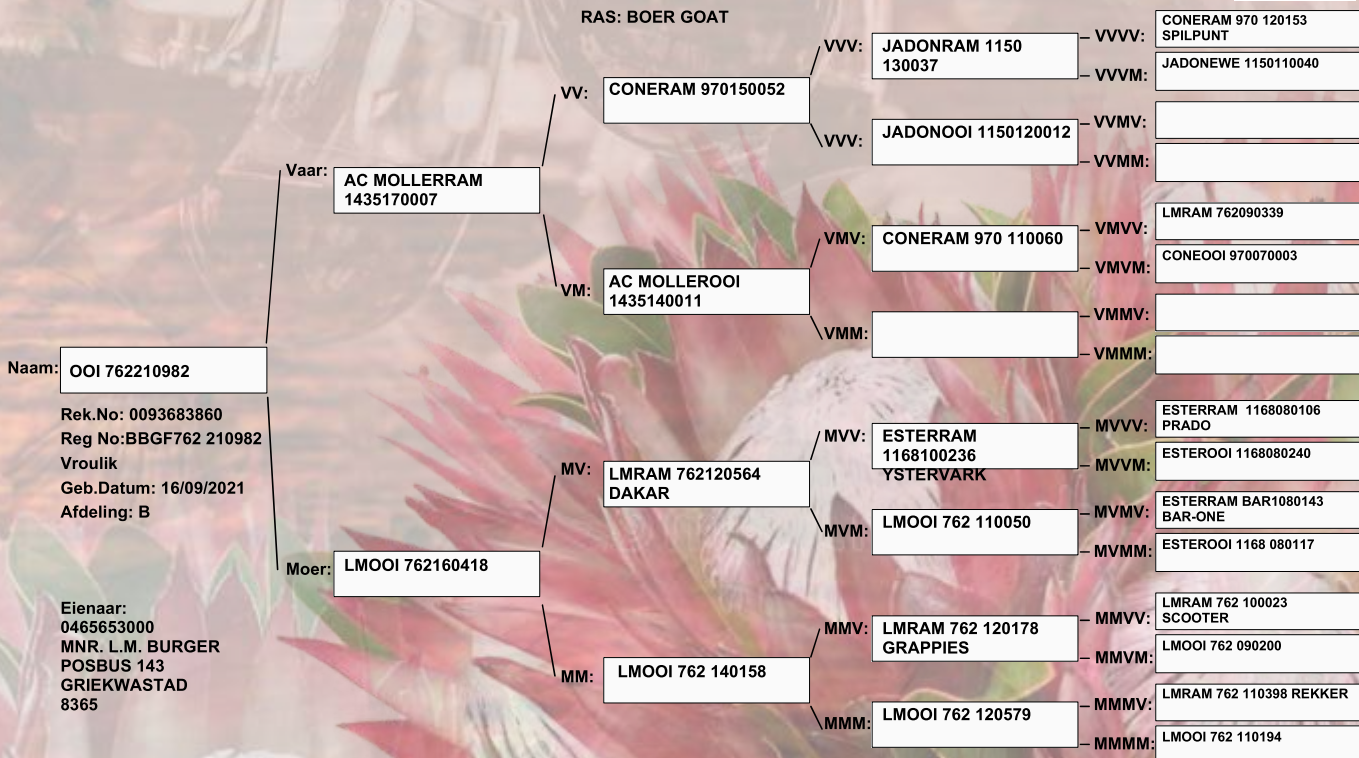 RAS: BOER GOAT
Naam:
OOI 762210982
Rek.No: 0093683860
Reg No:BBGF762 210982
Vroulik
Geb.Datum: 16/09/2021
Afdeling: B
Eienaar:
0465653000
MNR. L.M. BURGER
POSBUS 143
GRIEKWASTAD
8365
Vaar:
AC MOLLERRAM
1435170007
Moer:
LMOOI 762160418
VV:
CONERAM 970150052
VM:
AC MOLLEROOI
1435140011
MV:
LMRAM 762120564
DAKAR
MM:
LMOOI 762 140158
VVV:
JADONRAM 1150
130037
VVV:
JADONOOI 1150120012
VMV:
CONERAM 970 110060
VMM:
MVV:
ESTERRAM
1168100236
YSTERVARK
MVM:
LMOOI 762 110050
MMV:
LMRAM 762 120178
GRAPPIES
MMM:
LMOOI 762 120579
VVVV:
CONERAM 970 120153
SPILPUNT
VVVM:
JADONEWE 1150110040
VVMV:
VVMM:
VMVV:
LMRAM 762090339
VMVM:
CONEOOI 970070003
VMMV:
VMMM:
MVVV:
ESTERRAM 1168080106
PRADO
MVVM:
ESTEROOI 1168080240
MVMV:
ESTERRAM BAR1080143
BAR-ONE
MVMM:
ESTEROOI 1168 080117
MMVV:
LMRAM 762 100023
SCOOTER
MMVM:
LMOOI 762 090200
MMMV:
LMRAM 762 110398 REKKER
MMMM:
LMOOI 762 110194